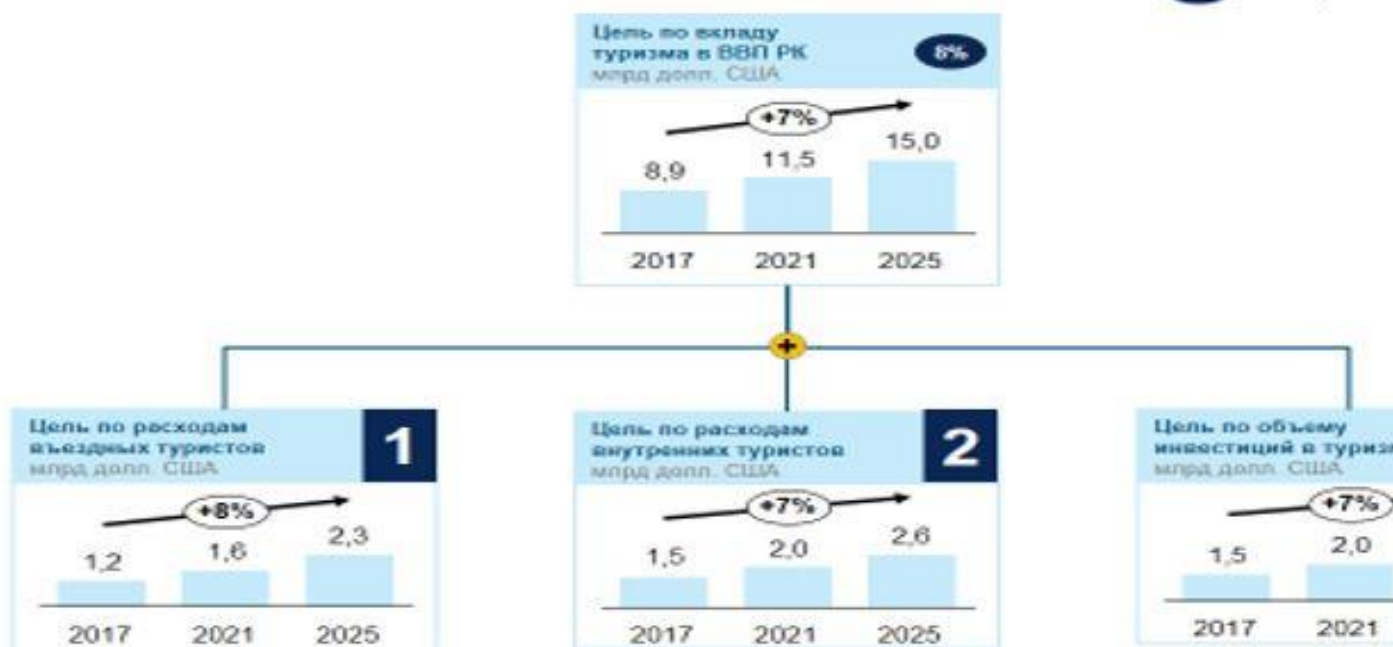 Цель по вкладу
туризма в ВВП РК
млрд долл. США
8%
+7%
8,9
11,5
15,0
2017
2021
2025
+
Цель по расходам
въездных туристов
млрд долл. США
1
+8%
1,2
1,6
2,3
2017
2021
2025
Цель по расходам
внутренних туристов
млрд долл. США
2
+7%
1,5
2,0
2,6
2017
2021
2025
Цель по объему
инвестиций в туриз
млрд долл. США
+7%
1,5
2,0
2017
2021